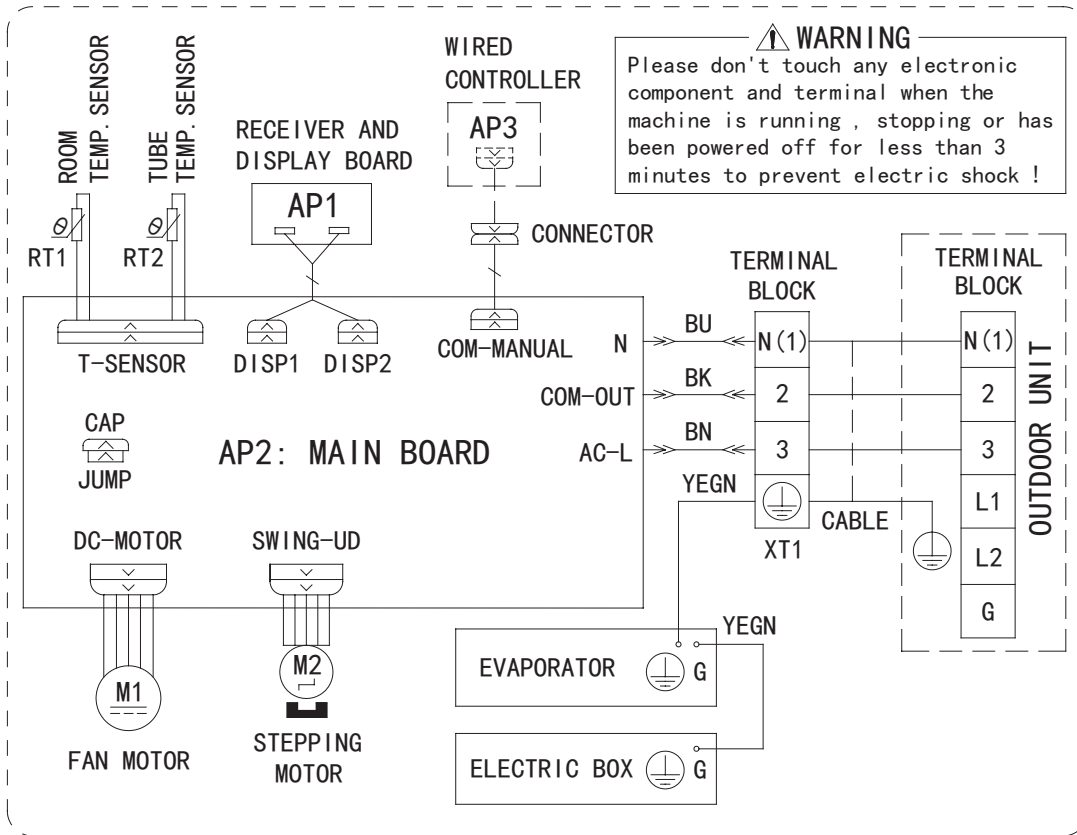 WARNING
Please don't touch any electronic
component and terminal when the
machine is running , stopping or has
been powered off for less than 3
minutes to prevent electric shock !
ROOM
TEMP. SENSOR
TUBE
TEMP. SENSOR
RT1
RT2
RECEIVER AND
DISPLAY BOARD
AP1
WIRED
CONTROLLER
AP3
CONNECTOR
T-SENSOR
DISP1
DISP2
COM-MANUAL
N
COM-OUT
AC-L
CAP
JUMP
AP2: MAIN BOARD
DC-MOTOR
SWING-UD
M1
FAN MOTOR
M2
STEPPING
MOTOR
BU
BK
BN
YEGN
TERMINAL
BLOCK
N(1)
2
3
XT1
CABLE
TERMINAL
BLOCK
N(1)
2
3
L1
L2
G
OUTDOOR UNIT
YEGN
EVAPORATOR
G
ELECTRIC BOX
G